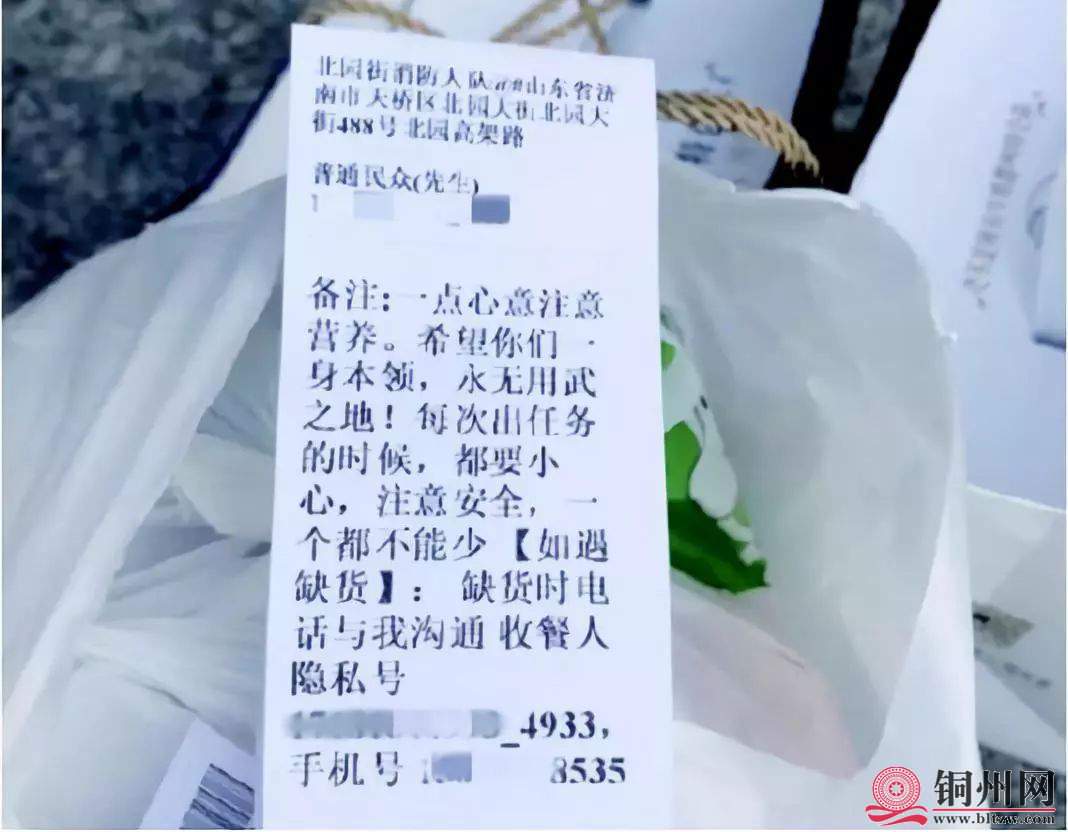 北园街消防大队@#山东省济
南市天桥区北园大街北园大
街488号北园高架路
普通民众(先生)
备注:一点心意注意
营养。希望你们一
身本领，永无用武
之地！每次出任务
的时候，都要小
心，注意安全，一
个都不能少【如遇
缺货】： 缺货时电
话与我沟通 收餐人
隐私号
_4933，
手机号 1 8535
铜州网
www.bltzw.com